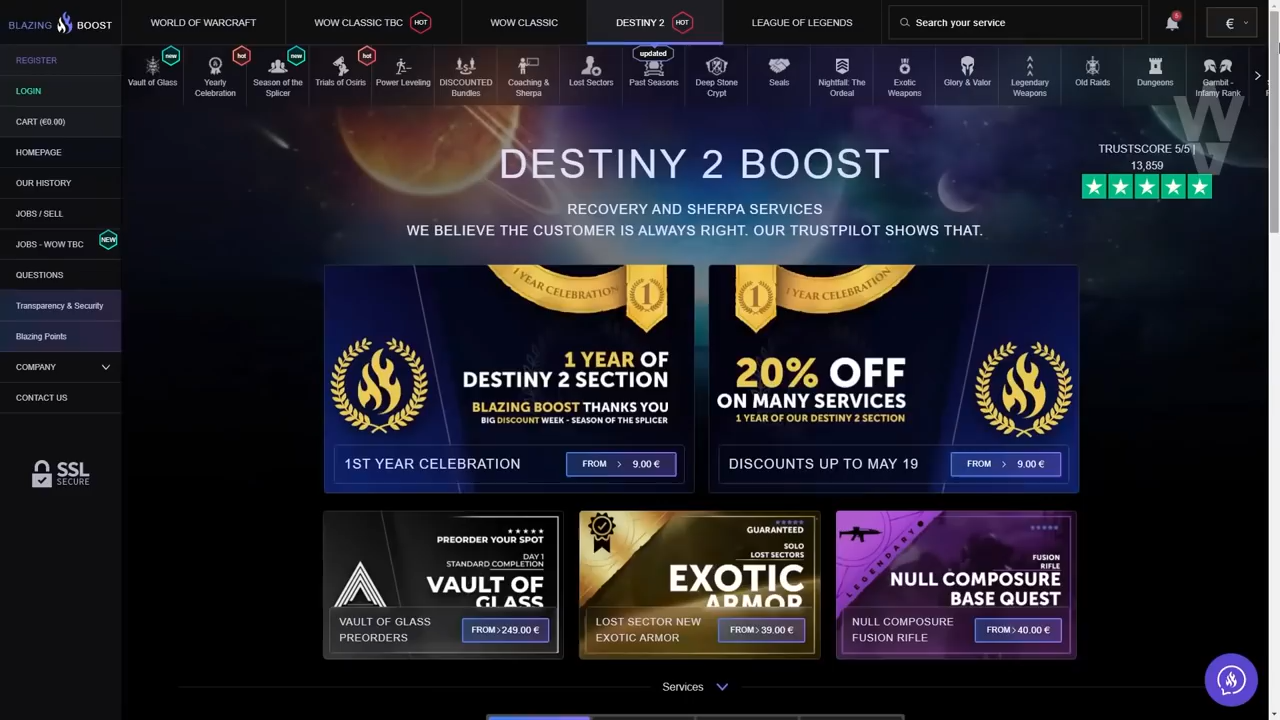 BLAZING BOOST
WORLD OF WARCRAFT
WOW CLASSIC TBC
HOT
WOW CLASSIC
DESTINY 2
HOT
LEAGUE OF LEGENDS
Search your service
€
REGISTER
LOGIN
CART (€0.00)
HOMEPAGE
OUR HISTORY
JOBS / SELL
JOBS - WOW TBC
NEW
QUESTIONS
Transparency & Security
Blazing Points
COMPANY
CONTACT US
SSL
SECURE
new
Vault of Glass
hot
Yearly
Celebration
new
Season of the
Splicer
hot
Trials of Osiris
Power Leveling
DISCOUNTED
Bundles
Coaching &
Sherpa
Lost Sectors
updated
Past Seasons
Deep Stone
Crypt
Seals
Nightfall: The
Ordeal
Exotic
Weapons
Glory & Valor
Legendary
Weapons
Old Raids
Dungeons
Gambit -
Infamy Rank
W
DESTINY 2 BOOST
RECOVERY AND SHERPA SERVICES
WE BELIEVE THE CUSTOMER IS ALWAYS RIGHT. OUR TRUSTPILOT SHOWS THAT.
TRUSTSCORE 5/5 |
13,859
1 YEAR CELEBRATION
1
1 YEAR OF
DESTINY 2 SECTION
BLAZING BOOST THANKS YOU
BIG DISCOUNT WEEK - SEASON OF THE SPLICER
1ST YEAR CELEBRATION
FROM > 9.00 €
1
1 YEAR CELEBRATION
20% OFF
ON MANY SERVICES
1 YEAR OF OUR DESTINY 2 SECTION
DISCOUNTS UP TO MAY 19
FROM > 9.00 €
PREORDER YOUR SPOT
DAY 1
STANDARD COMPLETION
VAULT OF
GLASS
VAULT OF GLASS
PREORDERS
FROM > 249.00 €
GUARANTEED
SOLO
LOST SECTORS
EXOTIC
ARMOR
LOST SECTOR NEW
EXOTIC ARMOR
FROM > 39.00 €
LEGENDARY
FUSION
RIFLE
NULL COMPOSURE
BASE QUEST
NULL COMPOSURE
FUSION RIFLE
FROM > 40.00 €
Services